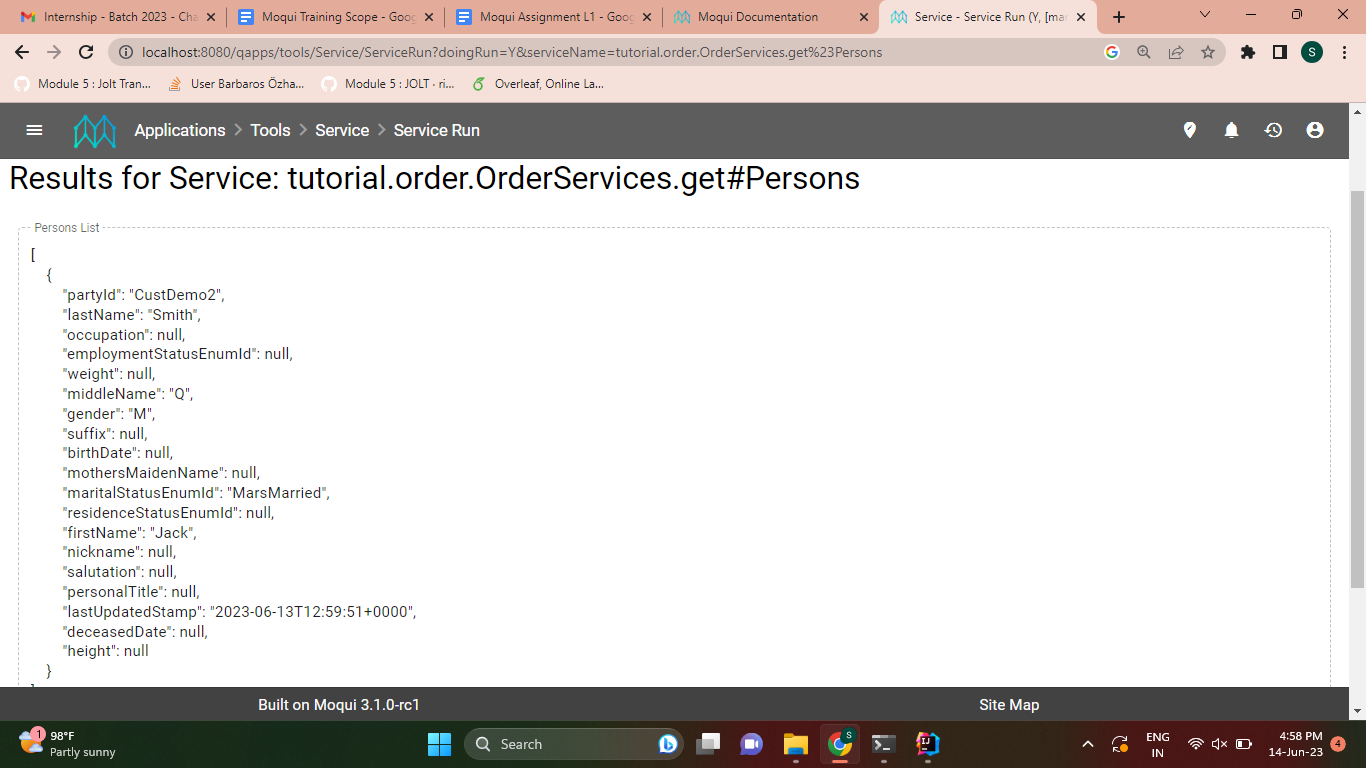 Internship - Batch 2023 - Cha
Moqui Training Scope - Goog
Moqui Assignment L1 - Goog
Moqui Documentation
Service - Service Run (Y, [mar
localhost:8080/qapps/tools/Service/ServiceRun?doingRun=Y&serviceName=tutorial.order.OrderServices.get%23Persons
S
Module 5 : Jolt Tran...
User Barbaros Özha...
Module 5 : JOLT · ri...
Overleaf, Online La...
Applications > Tools > Service > Service Run
Results for Service: tutorial.order.OrderServices.get#Persons
Persons List
[
{
"partyId": "CustDemo2",
"lastName": "Smith",
"occupation": null,
"employmentStatusEnumId": null,
"weight": null,
"middleName": "Q",
"gender": "M",
"suffix": null,
"birthDate": null,
"mothersMaidenName": null,
"maritalStatusEnumId": "MarsMarried",
"residenceStatusEnumId": null,
"firstName": "Jack",
"nickname": null,
"salutation": null,
"personalTitle": null,
"lastUpdatedStamp": "2023-06-13T12:59:51+0000",
"deceasedDate": null,
"height": null
}
Built on Moqui 3.1.0-rc1
Site Map
1
98°F
Partly sunny
Search
S
ENG
IN
4:58 PM
14-Jun-23
4